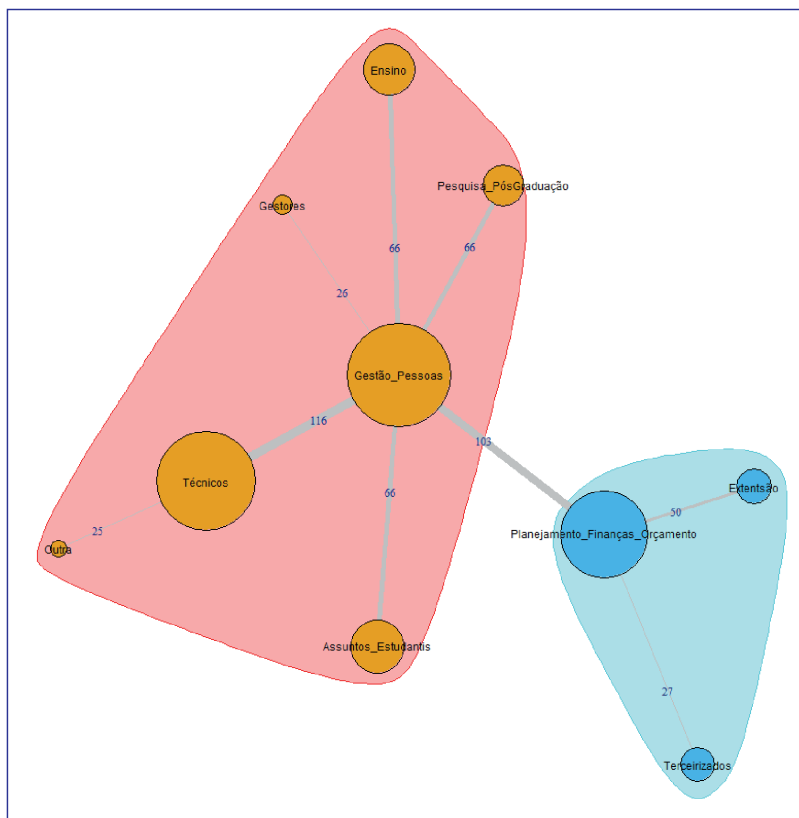 Ensino
Pesquisa_PósGraduação
Gestores
66
66
26
Gestão_Pessoas
116
103
Técnicos
Extentsão
66
50
Planejamento_Finanças_Orçamento
25
Outra
Assuntos_Estudantis
27
Terceirizados